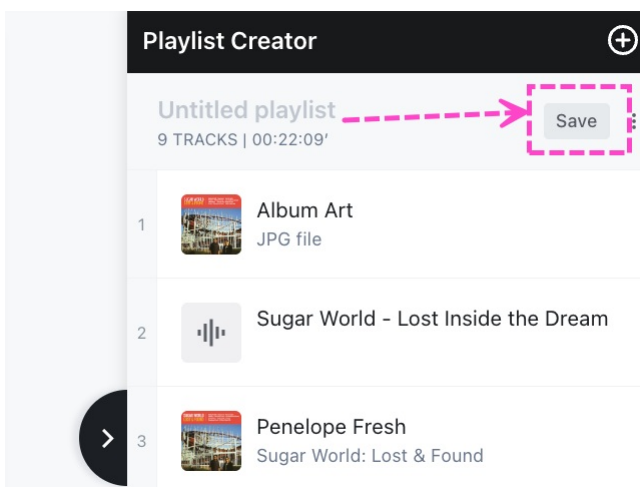 Playlist Creator
Untitled playlist
9 TRACKS | 00:22:09′
Save
1
Album Art
JPG file
2
Sugar World - Lost Inside the Dream
3
Penelope Fresh
Sugar World: Lost & Found